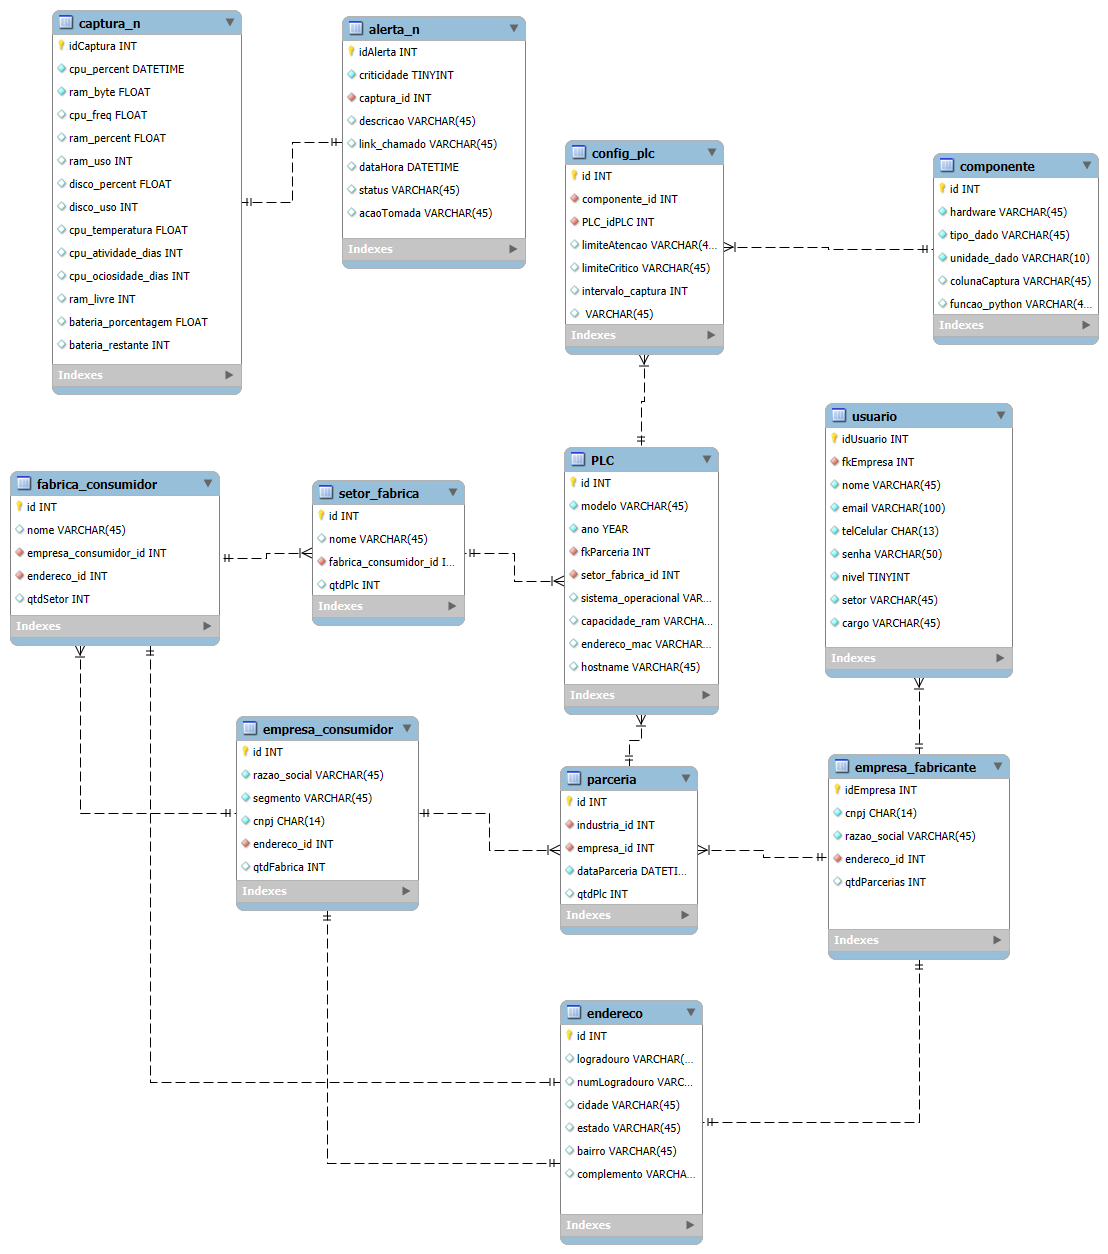 captura_n
idCaptura INT
cpu_percent DATETIME
ram_byte FLOAT
cpu_freq FLOAT
ram_percent FLOAT
ram_uso INT
disco_percent FLOAT
disco_uso INT
cpu_temperatura FLOAT
cpu_atividade_dias INT
cpu_ociosidade_dias INT
ram_livre INT
bateria_porcentagem FLOAT
bateria_restante INT
Indexes
alerta_n
idAlerta INT
criticidade TINYINT
captura_id INT
descricao VARCHAR(45)
link_chamado VARCHAR(45)
dataHora DATETIME
status VARCHAR(45)
acaoTomada VARCHAR(45)
Indexes
config_plc
id INT
componente_id INT
PLC_idPLC INT
limiteAtencao VARCHAR(4...
limiteCritico VARCHAR(45)
intervalo_captura INT
VARCHAR(45)
Indexes
componente
id INT
hardware VARCHAR(45)
tipo_dado VARCHAR(45)
unidade_dado VARCHAR(10)
colunaCaptura VARCHAR(45)
funcao_python VARCHAR(4...
Indexes
fabrica_consumidor
id INT
nome VARCHAR(45)
empresa_consumidor_id INT
endereco_id INT
qtdSetor INT
Indexes
setor_fabrica
id INT
nome VARCHAR(45)
fabrica_consumidor_id I...
qtdPlc INT
Indexes
PLC
id INT
modelo VARCHAR(45)
ano YEAR
fkParceria INT
setor_fabrica_id INT
sistema_operacional VAR...
capacidade_ram VARCHA...
endereco_mac VARCHAR...
hostname VARCHAR(45)
Indexes
usuario
idUsuario INT
fkEmpresa INT
nome VARCHAR(45)
email VARCHAR(100)
telCelular CHAR(13)
senha VARCHAR(50)
nivel TINYINT
setor VARCHAR(45)
cargo VARCHAR(45)
Indexes
empresa_consumidor
id INT
razao_social VARCHAR(45)
segmento VARCHAR(45)
cnpj CHAR(14)
endereco_id INT
qtdFabrica INT
Indexes
parceria
id INT
industria_id INT
empresa_id INT
dataParceria DATETI...
qtdPlc INT
Indexes
empresa_fabricante
idEmpresa INT
cnpj CHAR(14)
razao_social VARCHAR(45)
endereco_id INT
qtdParcerias INT
Indexes
endereco
id INT
logradouro VARCHAR(...
numLogradouro VARC...
cidade VARCHAR(45)
estado VARCHAR(45)
bairro VARCHAR(45)
complemento VARCHA...
Indexes